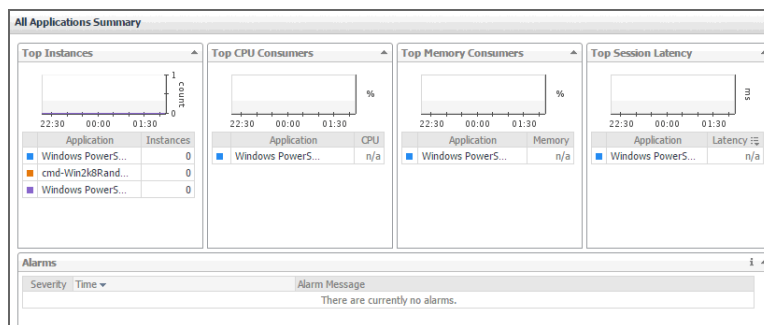 All Applications Summary
Top Instances
1
count
0
22:30 00:00 01:30
Application Instances
Windows PowerS... 0
cmd-Win2k8Rand... 0
Windows PowerS... 0
Top CPU Consumers
%
22:30 00:00 01:30
Application CPU
Windows PowerS... n/a
Top Memory Consumers
%
22:30 00:00 01:30
Application Memory
Windows PowerS... n/a
Top Session Latency
ms
22:30 00:00 01:30
Application Latency
Windows PowerS... n/a
Alarms
Severity Time Alarm Message
There are currently no alarms.